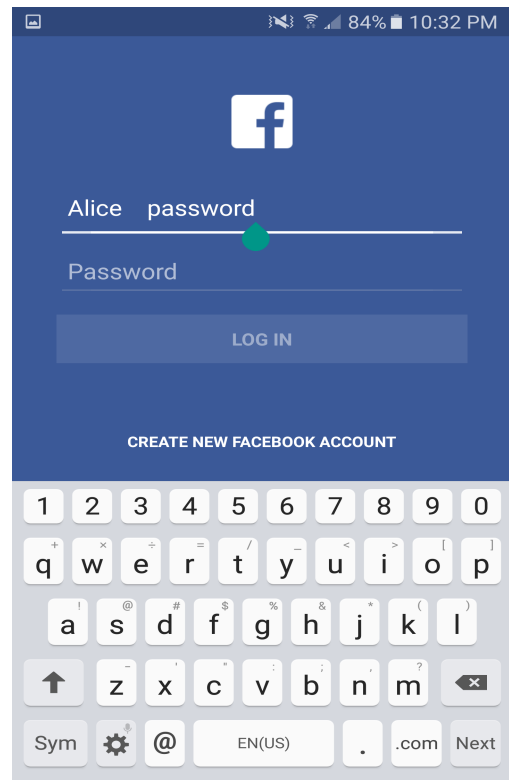 84% 10:32 PM
f
Alice password
Password
LOG IN
CREATE NEW FACEBOOK ACCOUNT
1 2 3 4 5 6 7 8 9 0
+ × ÷ = / _ < > [ ]
q w e r t y u i o p
! @ # $ % & * ( )
a s d f g h j k l
- ' " : ; , ?
z x c v b n m
Sym @ EN(US) . .com Next